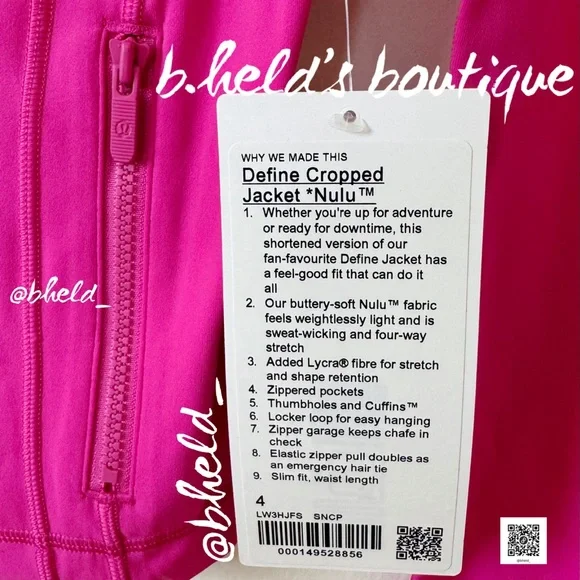 b.held's boutique
WHY WE MADE THIS
Define Cropped
Jacket *Nulu™
1. Whether you're up for adventure
or ready for downtime, this
shortened version of our
fan-favourite Define Jacket has
a feel-good fit that can do it
all
2. Our buttery-soft Nulu™ fabric
feels weightlessly light and is
sweat-wicking and four-way
stretch
3. Added Lycra® fibre for stretch
and shape retention
4. Zippered pockets
5. Thumbholes and Cuffins™
6. Locker loop for easy hanging
7. Zipper garage keeps chafe in
check
8. Elastic zipper pull doubles as
an emergency hair tie
9. Slim fit, waist length
4
LW3HJFS SNCP
000149528856
@bheld_
@bheld_
@bheld_